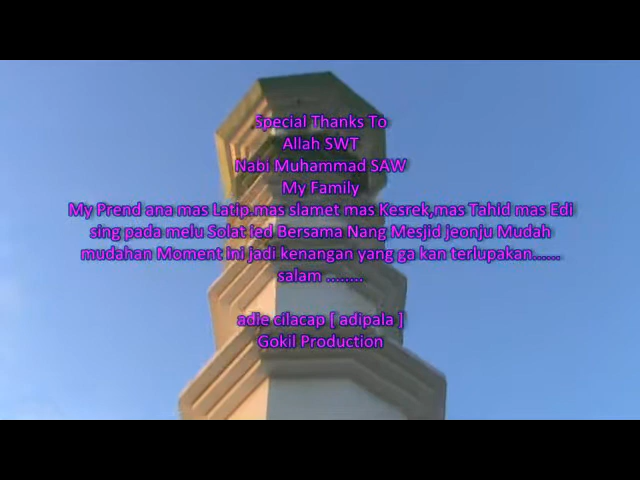 Special Thanks To
Allah SWT
Nabi Muhammad SAW
My Family
My Prend ana mas Latip.mas slamet mas Kesrek,mas Tahid mas Edi
sing pada melu Solat Ied Bersama Nang Mesjid Jeonju Mudah
mudahan Moment Ini jadi kenangan yang ga kan terlupakan......
salam ........
adie cilacap [ adipala ]
Gokil Production